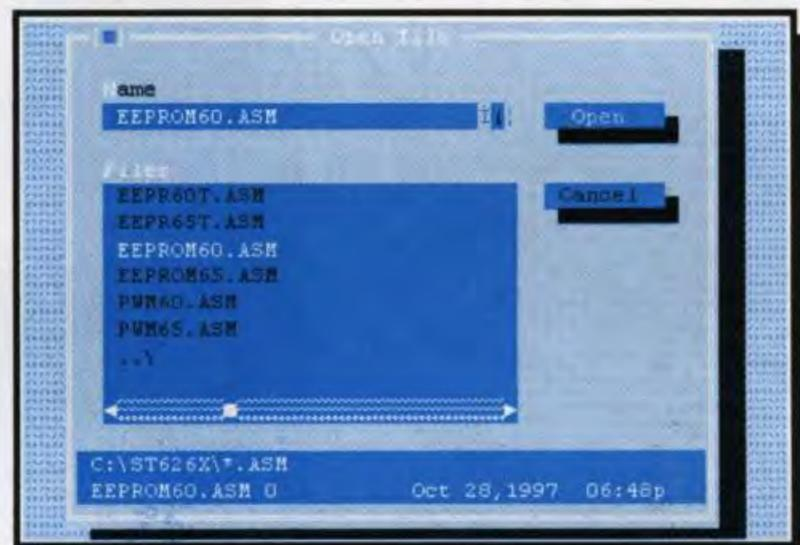 Open file
Name
EEPROM60.ASM
Open
Files
EEPR60T.ASM
EEPR65T.ASM
Cancel
EEPROM60.ASM
EEPROM65.ASM
PWM60.ASM
PWM65.ASM
..\
C:\ST626X\*.ASM
EEPROM60.ASM 0
Oct 28,1997 06:48p